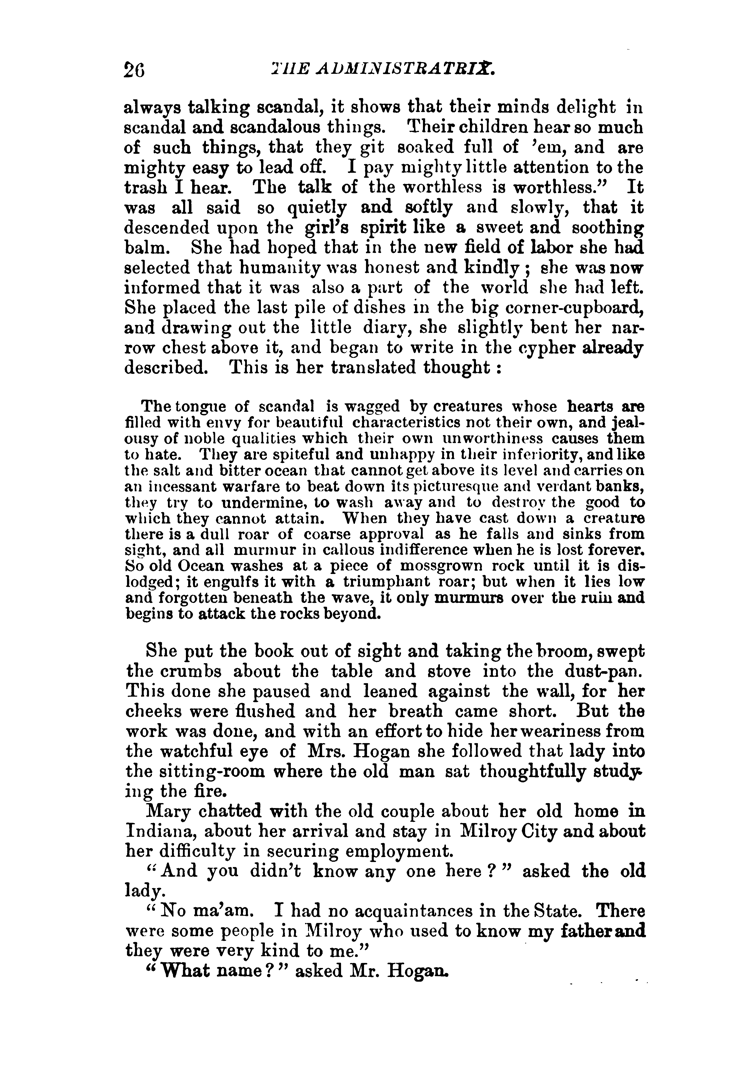 26 THE ADMINISTRATRIX.
always talking scandal, it shows that their minds delight in
scandal and scandalous things. Their children hear so much
of such things, that they git soaked full of 'em, and are
mighty easy to lead off. I pay mighty little attention to the
trash I hear. The talk of the worthless is worthless.” It
was all said so quietly and softly and slowly, that it
descended upon the girl's spirit like a sweet and soothing
balm. She had hoped that in the new field of labor she had
selected that humanity was honest and kindly; she was now
informed that it was also a part of the world she had left.
She placed the last pile of dishes in the big corner-cupboard,
and drawing out the little diary, she slightly bent her nar-
row chest above it, and began to write in the cypher already
described. This is her translated thought:
The tongue of scandal is wagged by creatures whose hearts are
filled with envy for beautiful characteristics not their own, and jeal-
ousy of noble qualities which their own unworthiness causes them
to hate. They are spiteful and unhappy in their inferiority, and like
the salt and bitter ocean that cannot get above its level and carries on
an incessant warfare to beat down its picturesque and verdant banks,
they try to undermine, to wash away and to destroy the good to
which they cannot attain. When they have cast down a creature
there is a dull roar of coarse approval as he falls and sinks from
sight, and all murmur in callous indifference when he is lost forever.
So old Ocean washes at a piece of mossgrown rock until it is dis-
lodged; it engulfs it with a triumphant roar; but when it lies low
and forgotten beneath the wave, it only murmurs over the ruin and
begins to attack the rocks beyond.
She put the book out of sight and taking the broom, swept
the crumbs about the table and stove into the dust-pan.
This done she paused and leaned against the wall, for her
cheeks were flushed and her breath came short. But the
work was done, and with an effort to hide her weariness from
the watchful eye of Mrs. Hogan she followed that lady into
the sitting-room where the old man sat thoughtfully study-
ing the fire.
Mary chatted with the old couple about her old home in
Indiana, about her arrival and stay in Milroy City and about
her difficulty in securing employment.
“And you didn't know any one here?” asked the old
lady.
“No ma'am. I had no acquaintances in the State. There
were some people in Milroy who used to know my father and
they were very kind to me.”
“What name?” asked Mr. Hogan.